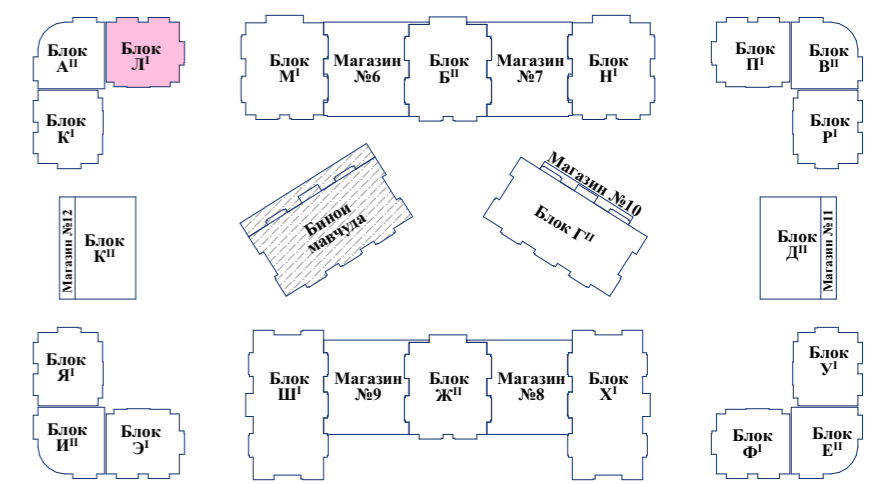 Блок
Аᴵᴵ
Блок
Лᴵ
Блок
Мᴵ
Магазин
№6
Блок
Бᴵᴵ
Магазин
№7
Блок
Нᴵ
Блок
Пᴵ
Блок
Вᴵᴵ
Блок
Кᴵ
Блок
Рᴵ
Магазин №12
Блок
Кᴵᴵ
Бинои
мавчуда
Магазин №10
Блок Гᴵᴵ
Блок
Дᴵᴵ
Магазин №11
Блок
Яᴵ
Блок
Шᴵ
Магазин
№9
Блок
Жᴵᴵ
Магазин
№8
Блок
Хᴵ
Блок
Уᴵ
Блок
Иᴵᴵ
Блок
Эᴵ
Блок
Фᴵ
Блок
Еᴵᴵ